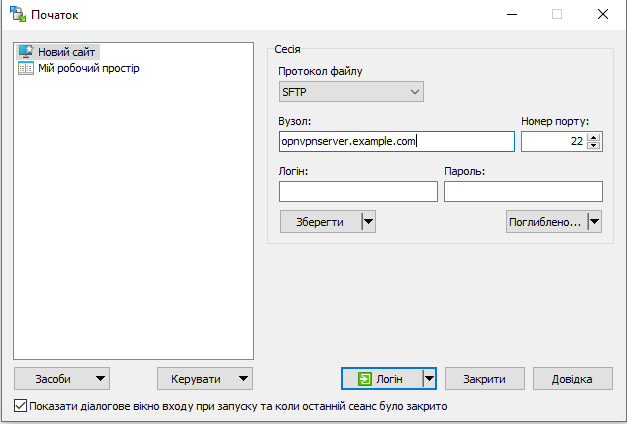 Початок
Новий сайт
Мій робочий простір
Сесія
Протокол файлу
SFTP
Вузол:
Номер порту:
opnvpnserver.example.com
22
Логін:
Пароль:
Зберегти
Поглиблено...
Засоби
Керувати
Логін
Закрити
Довідка
Показати діалогове вікно входу при запуску та коли останній сеанс було закрито